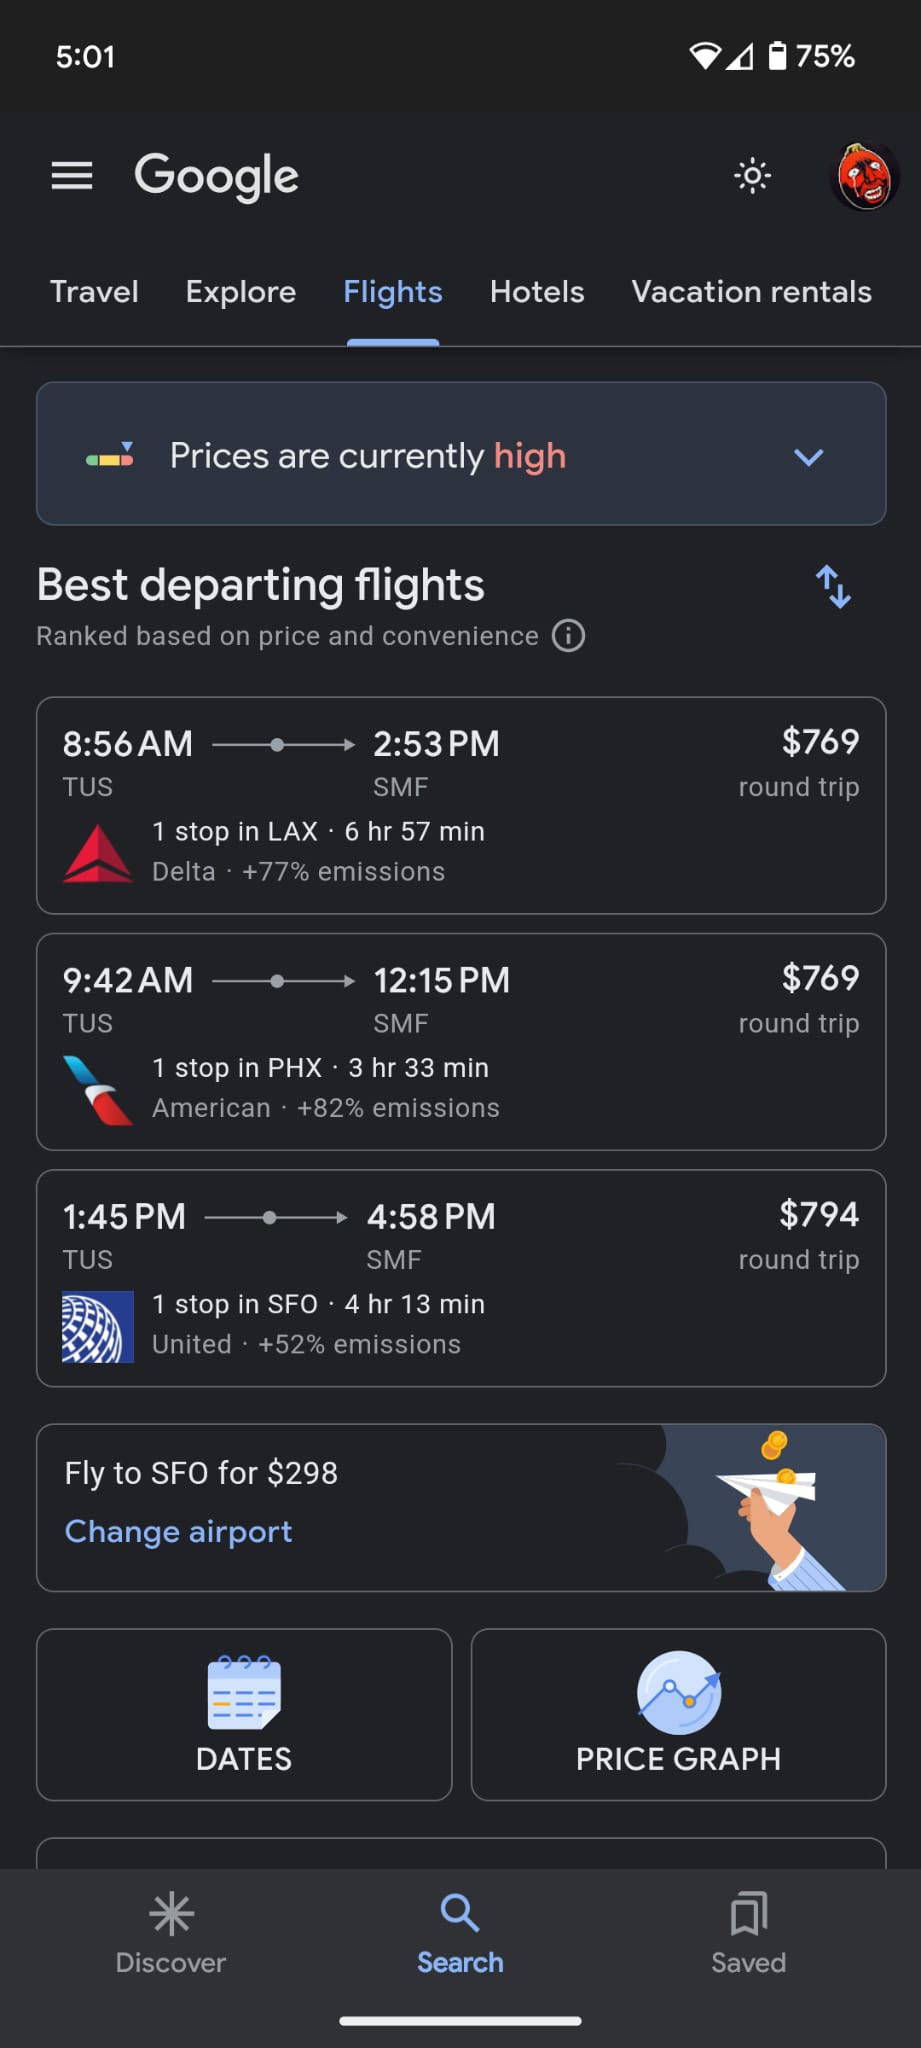 5:01 75%
Google
Travel Explore Flights Hotels Vacation rentals
Prices are currently high
Best departing flights
Ranked based on price and convenience
8:56 AM 2:53 PM $769
TUS SMF round trip
1 stop in LAX · 6 hr 57 min
Delta · +77% emissions
9:42 AM 12:15 PM $769
TUS SMF round trip
1 stop in PHX · 3 hr 33 min
American · +82% emissions
1:45 PM 4:58 PM $794
TUS SMF round trip
1 stop in SFO · 4 hr 13 min
United · +52% emissions
Fly to SFO for $298
Change airport
DATES PRICE GRAPH
Discover Search Saved